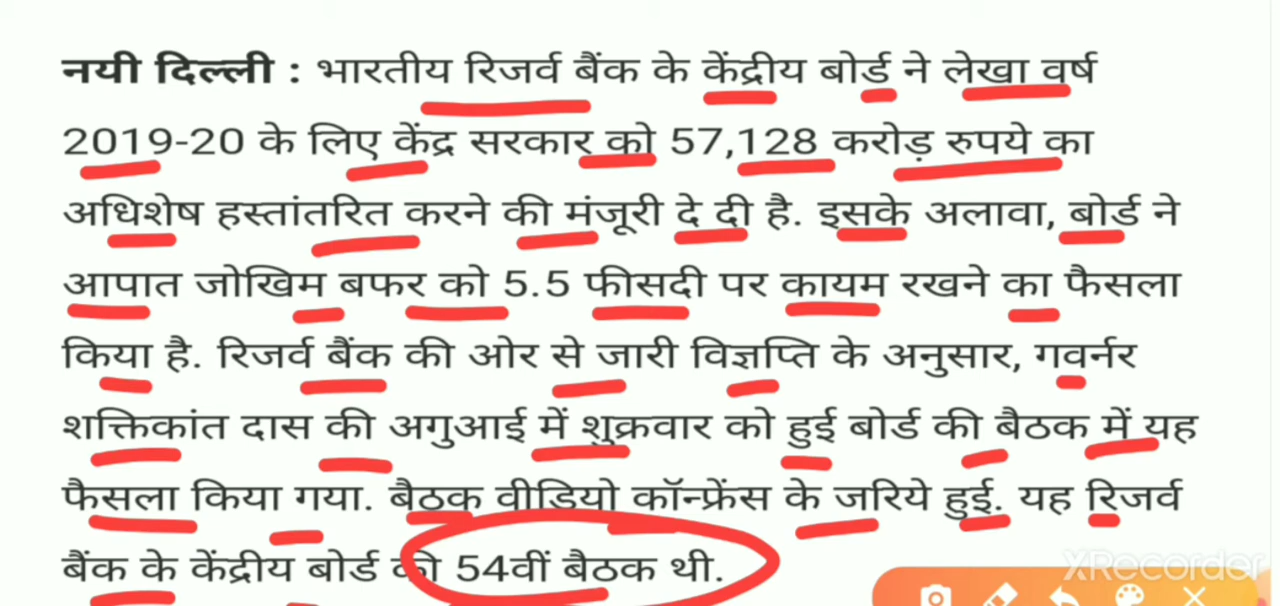 नयी दिल्ली : भारतीय रिजर्व बैंक के केंद्रीय बोर्ड ने लेखा वर्ष
2019-20 के लिए केंद्र सरकार को 57,128 करोड़ रुपये का
अधिशेष हस्तांतरित करने की मंजूरी दे दी है. इसके अलावा, बोर्ड ने
आपात जोखिम बफर को 5.5 फीसदी पर कायम रखने का फैसला
किया है. रिजर्व बैंक की ओर से जारी विज्ञप्ति के अनुसार, गवर्नर
शक्तिकांत दास की अगुआई में शुक्रवार को हुई बोर्ड की बैठक में यह
फैसला किया गया. बैठक वीडियो कॉन्फ्रेंस के जरिये हुई. यह रिजर्व
बैंक के केंद्रीय बोर्ड की 54वीं बैठक थी.
XRecorder